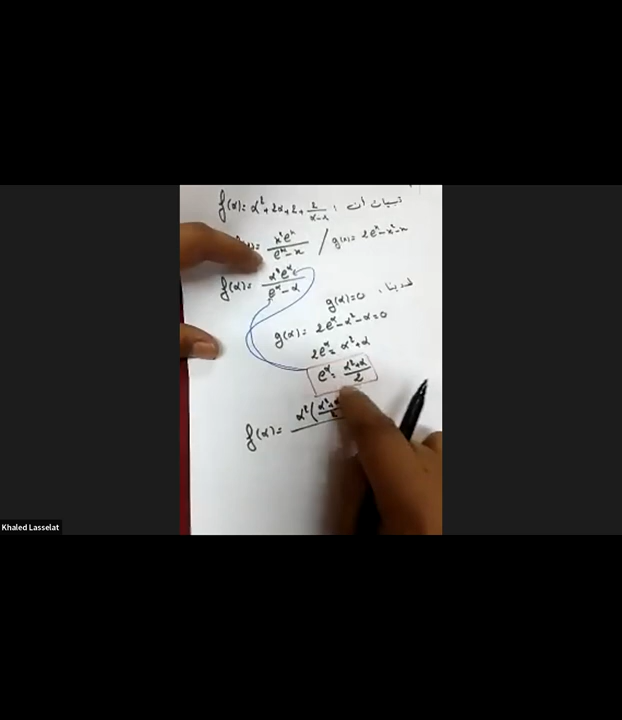 f(α) = α² + 2α + 2 + 2/(α-1) : تبيان أن
= x²eˣ/(eˣ - x) / g(x) = 2eˣ - x² - x
f(α) = α²e^α/(e^α - α)
لدينا :
g(α) = 0
g(α) = 2e^α - α² - α = 0
2e^α = α² + α
e^α = (α² + α)/2
f(α) = α²(
Khaled Lasselat